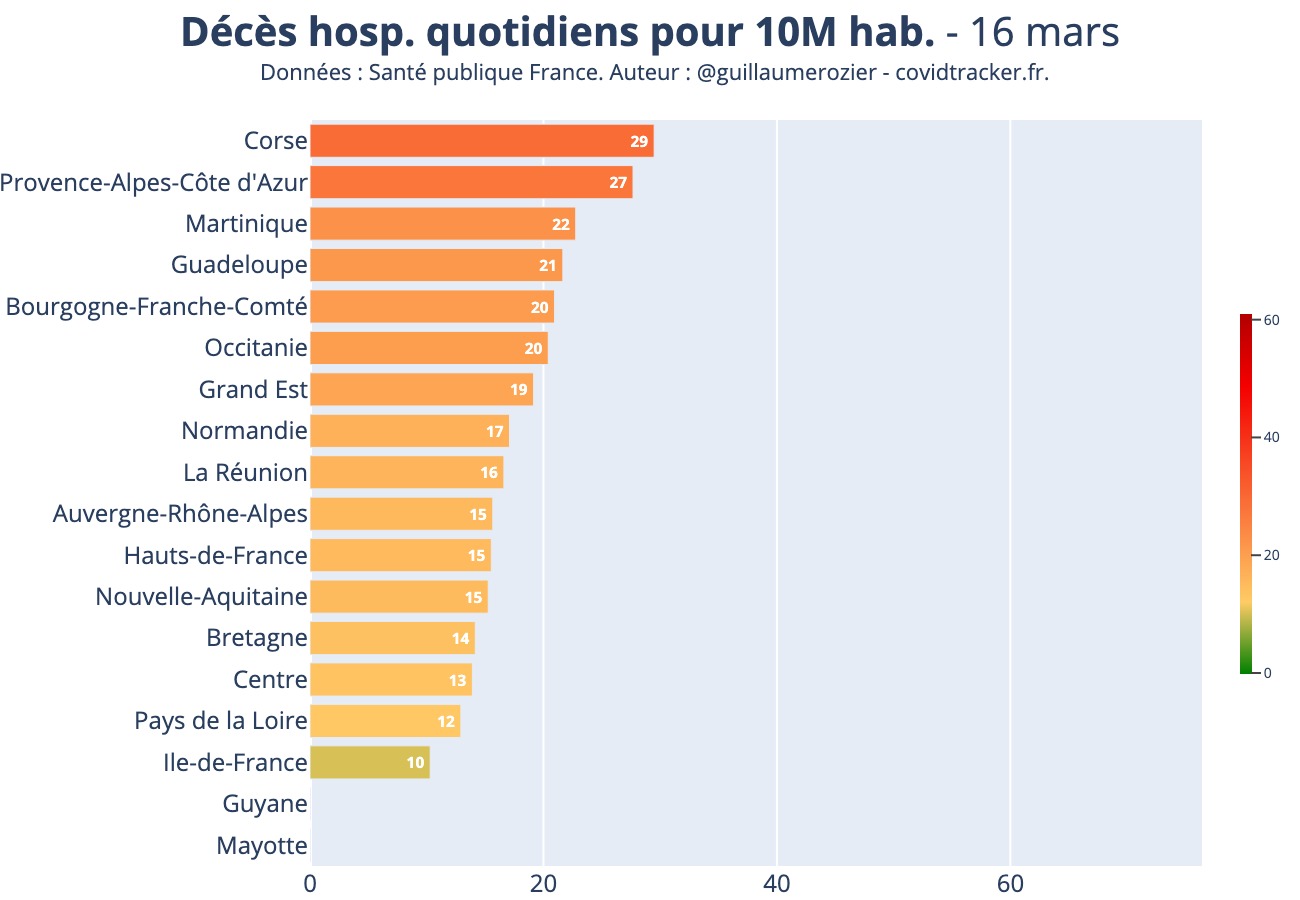 Décès hosp. quotidiens pour 10M hab. - 16 mars
Données : Santé publique France. Auteur : @guillaumerozier - covidtracker.fr.
Corse 29
Provence-Alpes-Côte d'Azur 27
Martinique 22
Guadeloupe 21
Bourgogne-Franche-Comté 20
Occitanie 20
Grand Est 19
Normandie 17
La Réunion 16
Auvergne-Rhône-Alpes 15
Hauts-de-France 15
Nouvelle-Aquitaine 15
Bretagne 14
Centre 13
Pays de la Loire 12
Ile-de-France 10
Guyane
Mayotte
0 20 40 60
60
40
20
0